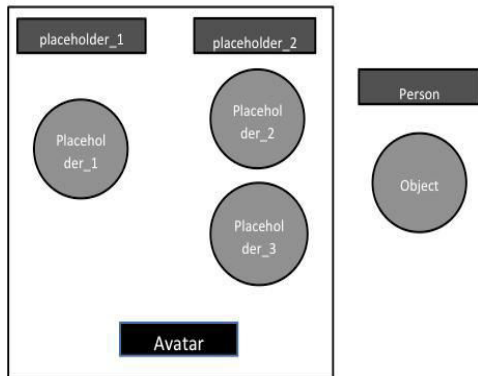 placeholder_1
placeholder_2
Placehol
der_1
Placehol
der_2
Placehol
der_3
Avatar
Person
Object